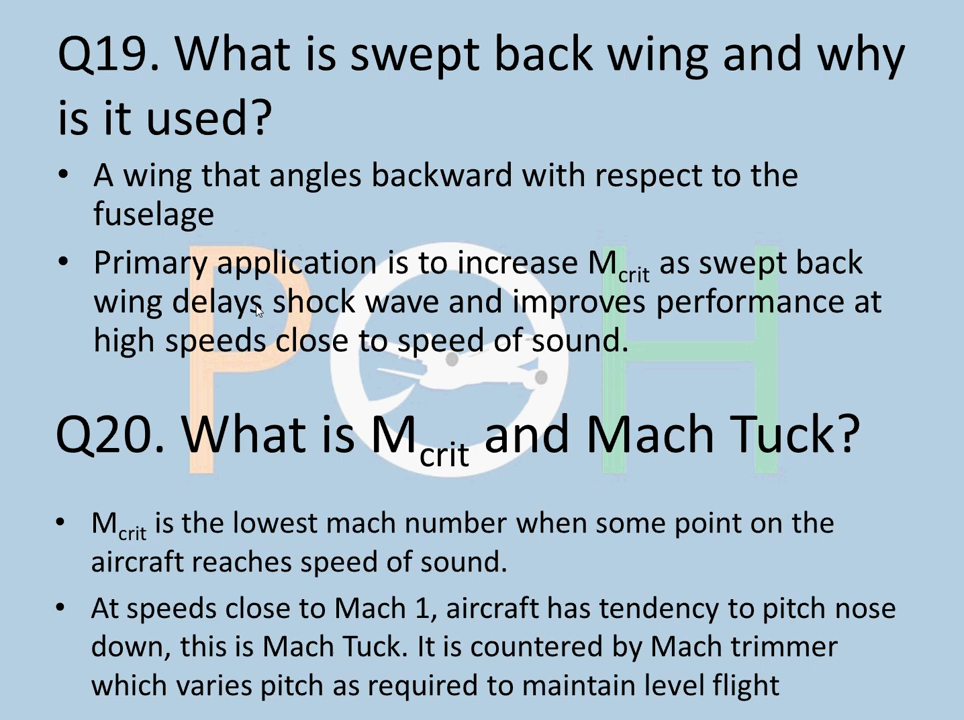 Q19. What is swept back wing and why
is it used?
• A wing that angles backward with respect to the
fuselage
• Primary application is to increase Mcrit as swept back
wing delays shock wave and improves performance at
high speeds close to speed of sound.
POH
Q20. What is Mcrit and Mach Tuck?
• Mcrit is the lowest mach number when some point on the
aircraft reaches speed of sound.
• At speeds close to Mach 1, aircraft has tendency to pitch nose
down, this is Mach Tuck. It is countered by Mach trimmer
which varies pitch as required to maintain level flight